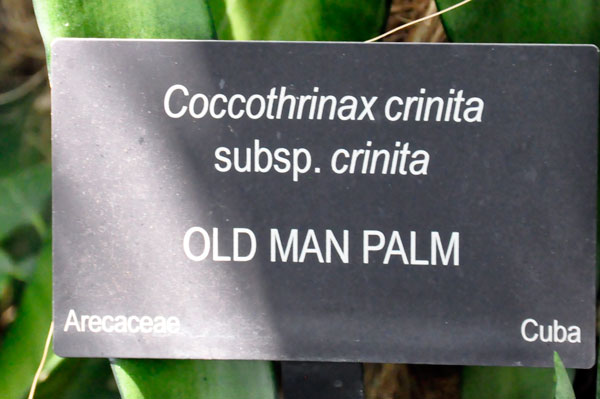 Coccothrinax crinita
subsp. crinita
OLD MAN PALM
Arecaceae Cuba